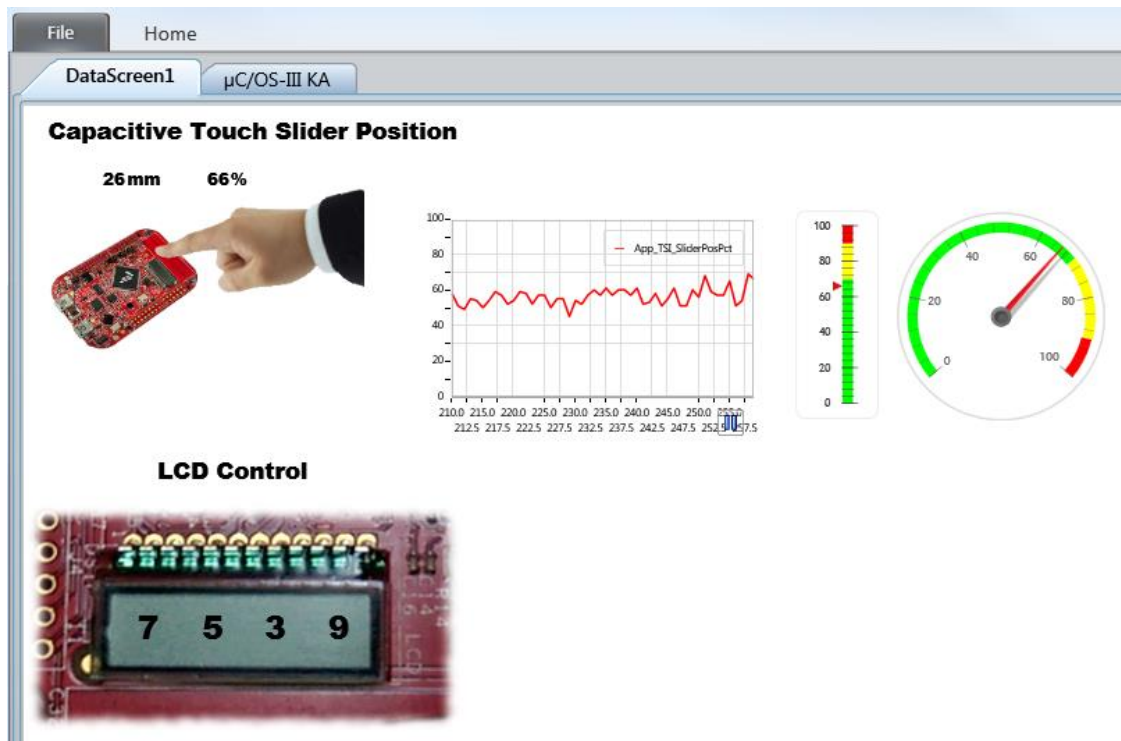 File Home
DataScreen1 µC/OS-III KA
Capacitive Touch Slider Position
26mm 66%
100
80
60
40
20
0
App_TSI_SliderPosPct
210.0 215.0 220.0 225.0 230.0 235.0 240.0 245.0 250.0 255.0
212.5 217.5 222.5 227.5 232.5 237.5 242.5 247.5
100
80
60
40
20
0
0
20
40
60
80
100
LCD Control
7 5 3 9
LCD